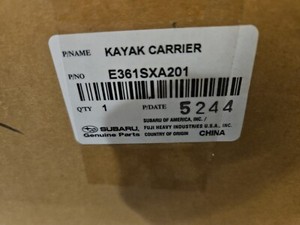 P/NAME KAYAK CARRIER
P/NO E361SXA201
Q'TY 1 P/DATE 5244
SUBARU OF AMERICA, INC. /
SUBARU FUJI HEAVY INDUSTRIES U.S.A., INC.
Genuine Parts COUNTRY OF ORIGIN CHINA